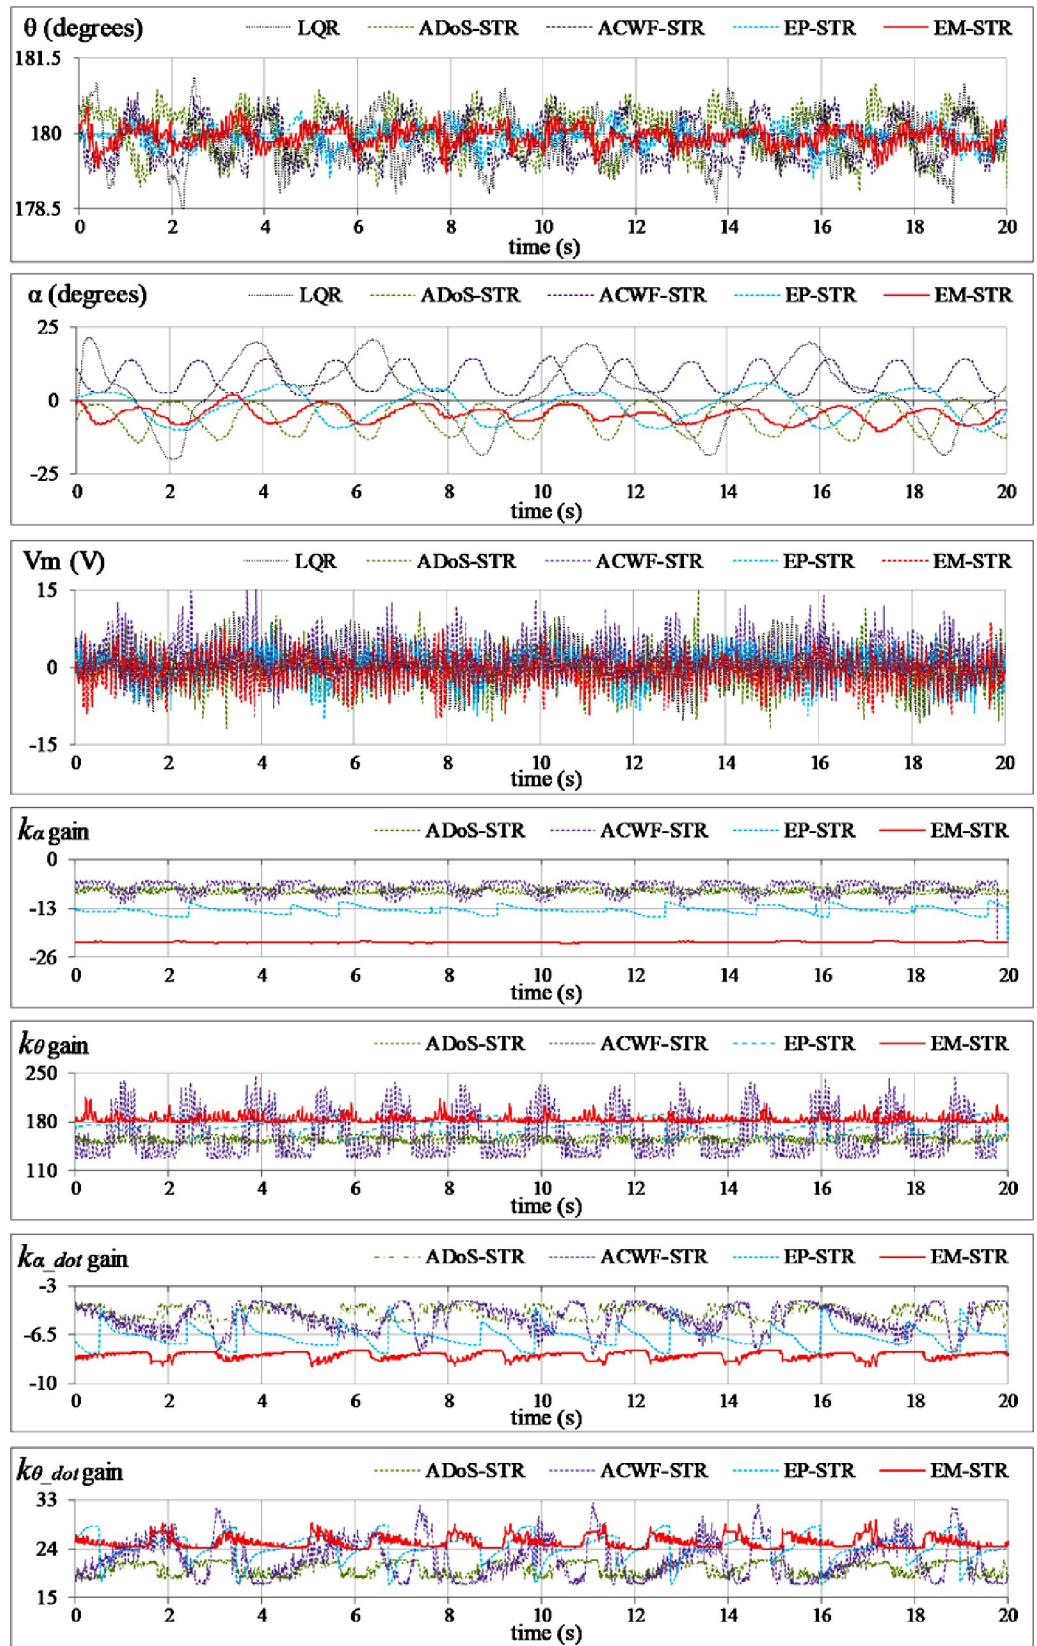 θ (degrees) LQR ADoS-STR ACWF-STR EP-STR EM-STR
181.5
180
178.5
0 2 4 6 8 10 12 14 16 18 20
time (s)
α (degrees) LQR ADoS-STR ACWF-STR EP-STR EM-STR
25
0
-25
0 2 4 6 8 10 12 14 16 18 20
time (s)
Vm (V) LQR ADoS-STR ACWF-STR EP-STR EM-STR
15
0
-15
0 2 4 6 8 10 12 14 16 18 20
time (s)
kα gain ADoS-STR ACWF-STR EP-STR EM-STR
0
-13
-26
0 2 4 6 8 10 12 14 16 18 20
time (s)
kθ gain ADoS-STR ACWF-STR EP-STR EM-STR
250
180
110
0 2 4 6 8 10 12 14 16 18 20
time (s)
kα_dot gain ADoS-STR ACWF-STR EP-STR EM-STR
-3
-6.5
-10
0 2 4 6 8 10 12 14 16 18 20
time (s)
kθ_dot gain ADoS-STR ACWF-STR EP-STR EM-STR
33
24
15
0 2 4 6 8 10 12 14 16 18 20
time (s)